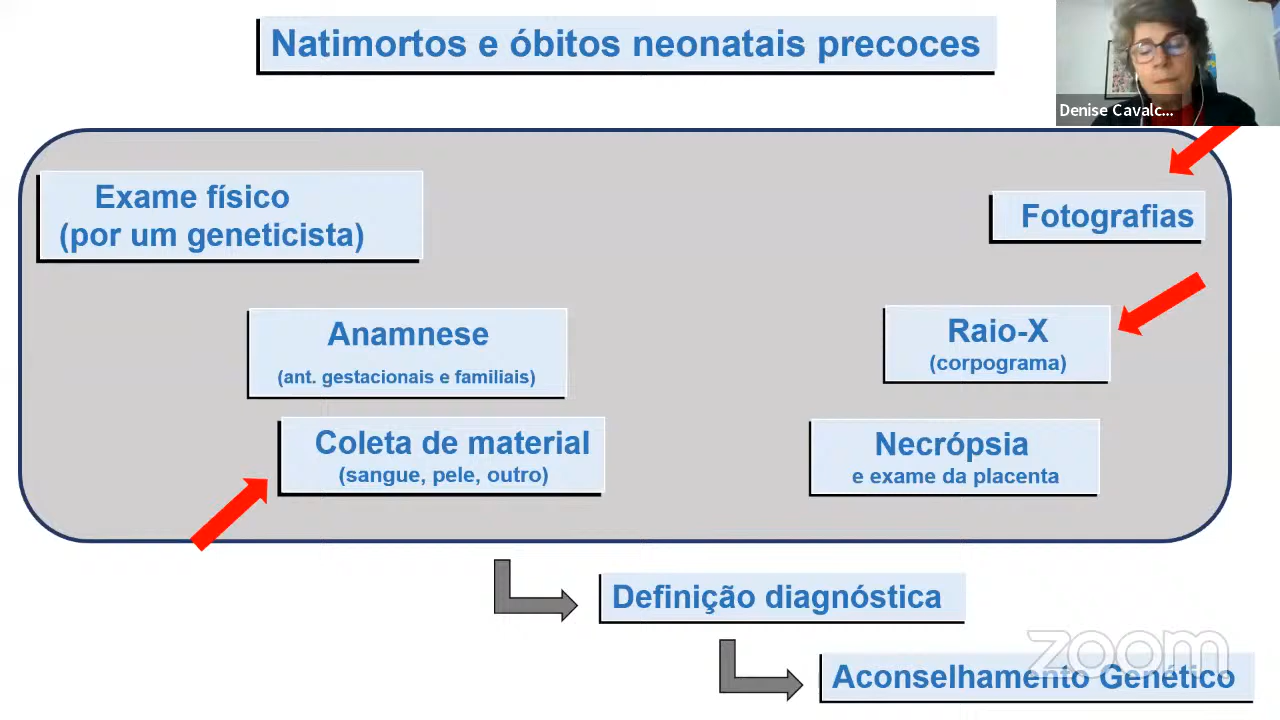 Natimortos e óbitos neonatais precoces
Denise Cavalc...
Exame físico
(por um geneticista)
Fotografias
Anamnese
(ant. gestacionais e familiais)
Raio-X
(corpograma)
Coleta de material
(sangue, pele, outro)
Necrópsia
e exame da placenta
Definição diagnóstica
zoom
Aconselhamento Genético